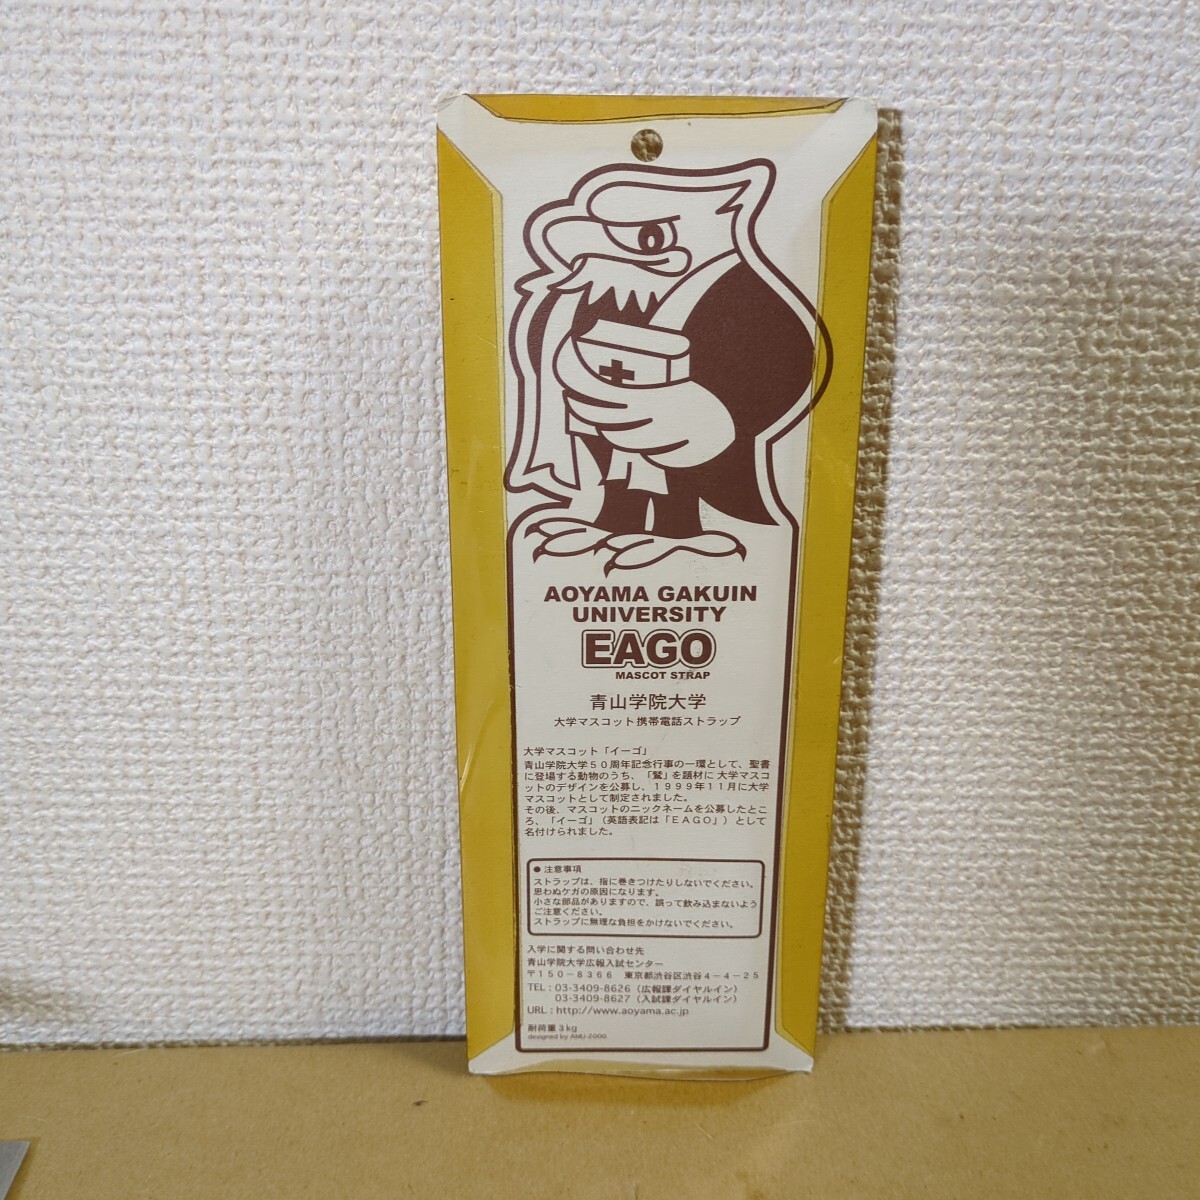 AOYAMA GAKUIN
UNIVERSITY
EAGO
MASCOT STRAP
青山学院大学
大学マスコット携帯電話ストラップ
大学マスコット「イーゴ」
青山学院大学５０周年記念行事の一環として、聖書
に登場する動物のうち、「鷲」を題材に 大学マスコ
ットのデザインを公募し、１９９９年１１月に大学
マスコットとして制定されました。
その後、マスコットのニックネームを公募したとこ
ろ、「イーゴ」（英語表記は「ＥＡＧＯ」）として
名付けられました。
● 注意事項
ストラップは、指に巻きつけたりしないでください。
思わぬケガの原因になります。
小さな部品がありますので、誤って飲み込まないよう
ご注意ください。
ストラップに無理な負担をかけないでください。
入学に関する問い合わせ先
青山学院大学広報入試センター
〒１５０－８３６６　東京都渋谷区渋谷４－４－２５
TEL : 03-3409-8626（広報課ダイヤルイン）
03-3409-8627（入試課ダイヤルイン）
URL : http://www.aoyama.ac.jp
耐荷重 3 kg
designed by AMU-2000